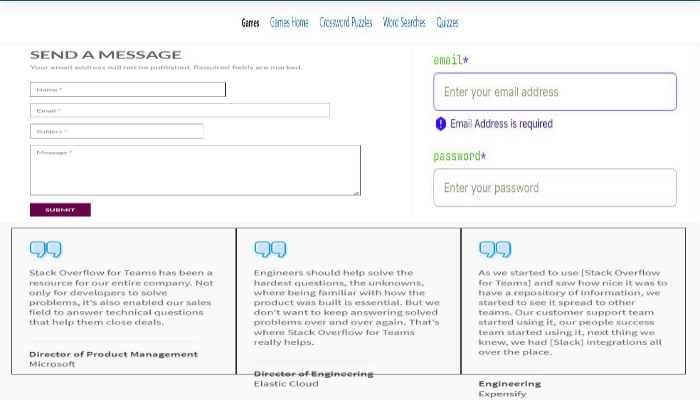 Games Games Home Crossword Puzzles Word Searches Quizzes
SEND A MESSAGE
Your email address will not be published. Required fields are marked.
Name *
Email *
Subject *
Message *
SUBMIT
email*
Enter your email address
Email Address is required
password*
Enter your password
Stack Overflow for Teams has been a
resource for our entire company. Not
only for developers to solve
problems, it's also enabled our sales
field to answer technical questions
that help them close deals.
Director of Product Management
Microsoft
Engineers should help solve the
hardest questions, the unknowns,
where being familiar with how the
product was built is essential. But we
don't want to keep answering solved
problems over and over again. That's
where Stack Overflow for Teams
really helps.
Director of Engineering
Elastic Cloud
As we started to use [Stack Overflow
for Teams] and saw how nice it was to
have a repository of information, we
started to see it spread to other
teams. Our customer support team
started using it, our people success
team started using it, next thing we
knew, we had [Slack] integrations all
over the place.
Engineering
Expensify